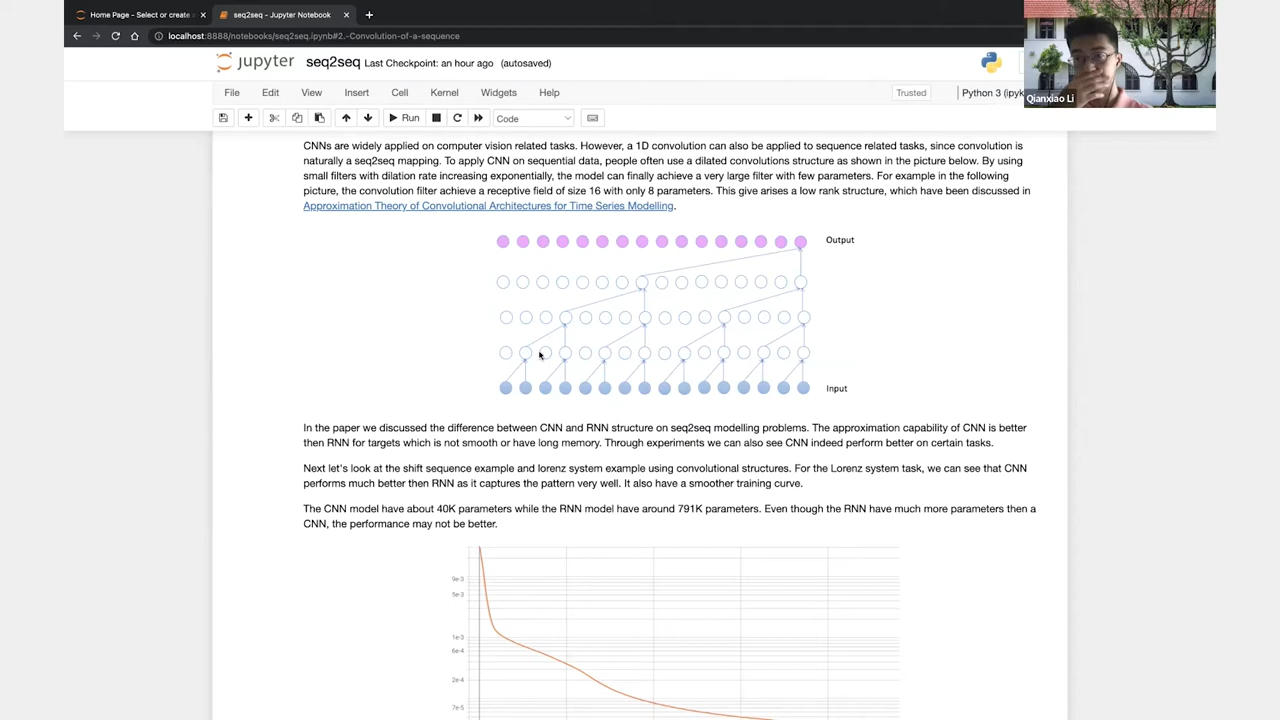 Home Page - Select or create
seq2seq - Jupyter Notebook
localhost:8888/notebooks/seq2seq.ipynb#2.-Convolution-of-a-sequence
jupyter seq2seq Last Checkpoint: an hour ago (autosaved)
File Edit View Insert Cell Kernel Widgets Help Trusted Python 3 (ipyk
Run Code
Qianxiao Li
CNNs are widely applied on computer vision related tasks. However, a 1D convolution can also be applied to sequence related tasks, since convolution is
naturally a seq2seq mapping. To apply CNN on sequential data, people often use a dilated convolutions structure as shown in the picture below. By using
small filters with dilation rate increasing exponentially, the model can finally achieve a very large filter with few parameters. For example in the following
picture, the convolution filter achieve a receptive field of size 16 with only 8 parameters. This give arises a low rank structure, which have been discussed in
Approximation Theory of Convolutional Architectures for Time Series Modelling.
Output
Input
In the paper we discussed the difference between CNN and RNN structure on seq2seq modelling problems. The approximation capability of CNN is better
then RNN for targets which is not smooth or have long memory. Through experiments we can also see CNN indeed perform better on certain tasks.
Next let's look at the shift sequence example and lorenz system example using convolutional structures. For the Lorenz system task, we can see that CNN
performs much better then RNN as it captures the pattern very well. It also have a smoother training curve.
The CNN model have about 40K parameters while the RNN model have around 791K parameters. Even though the RNN have much more parameters then a
CNN, the performance may not be better.
9e-3
5e-3
1e-3
6e-4
2e-4
7e-5